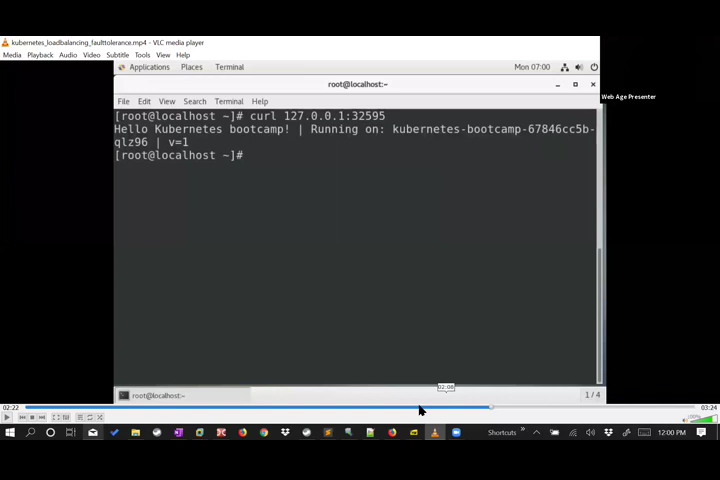 kubernetes_loadbalancing_faulttolerance.mp4 - VLC media player
Media Playback Audio Video Subtitle Tools View Help
Applications Places Terminal Mon 07:00
root@localhost:~
Web Age Presenter
File Edit View Search Terminal Help
[root@localhost ~]# curl 127.0.0.1:32595
Hello Kubernetes bootcamp! | Running on: kubernetes-bootcamp-67846cc5b-
qlz96 | v=1
[root@localhost ~]#
02:08
root@localhost:~ 1 / 4
02:22 03:24
100%
Shortcuts 12:00 PM